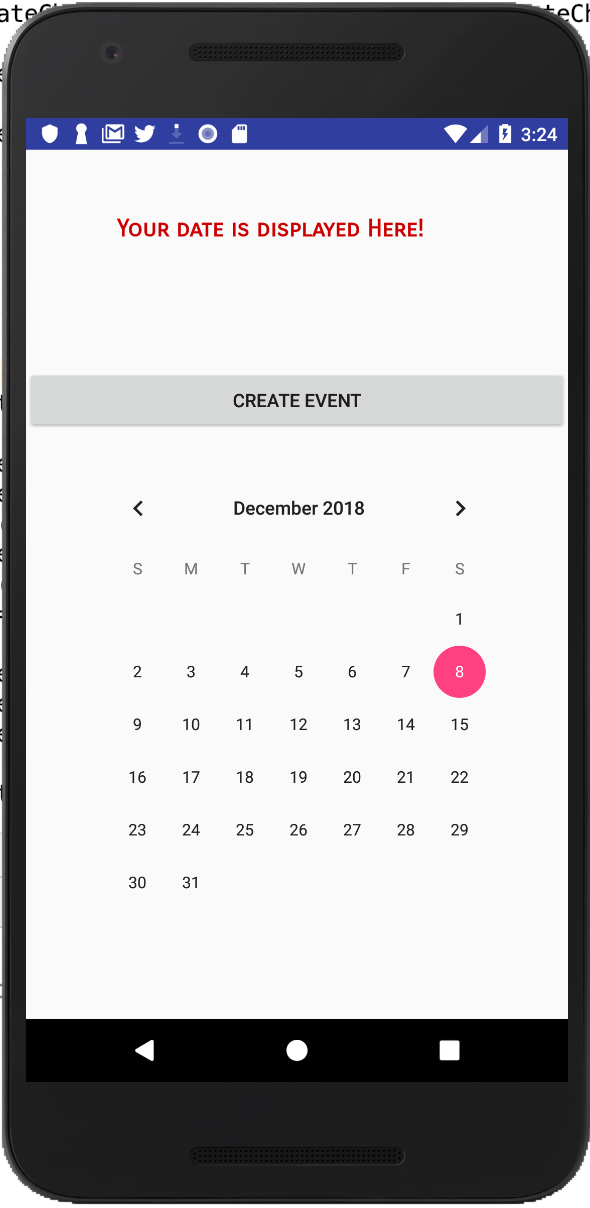 ateCh
ateCh
3:24
Your date is displayed Here!
CREATE EVENT
December 2018
S M T W T F S
1
2 3 4 5 6 7 8
9 10 11 12 13 14 15
16 17 18 19 20 21 22
23 24 25 26 27 28 29
30 31